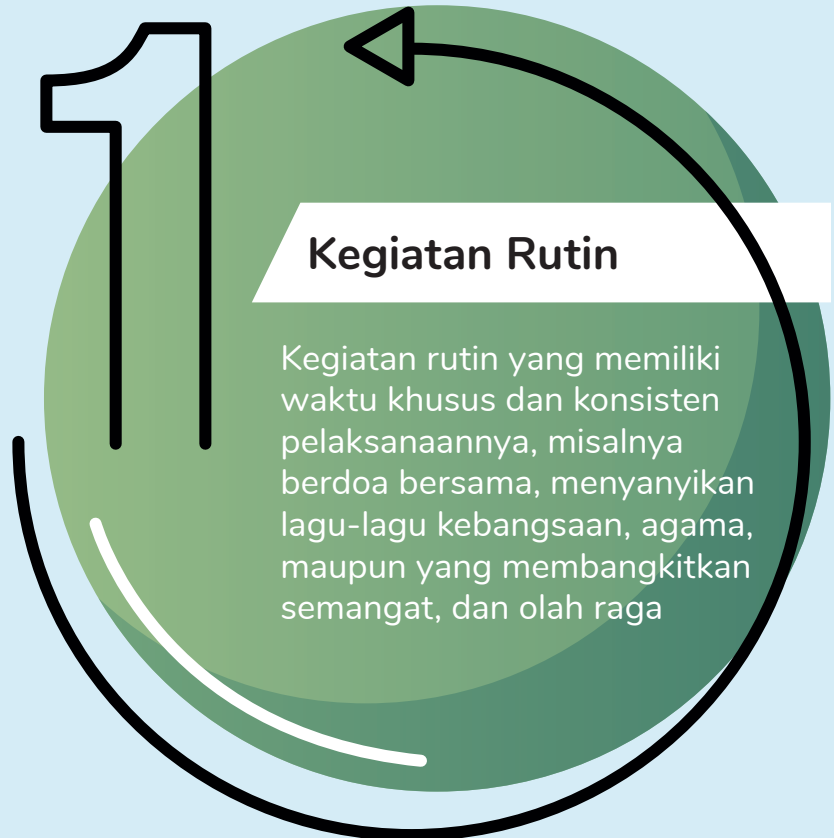 1
Kegiatan Rutin
Kegiatan rutin yang memiliki
waktu khusus dan konsisten
pelaksanaannya, misalnya
berdoa bersama, menyanyikan
lagu-lagu kebangsaan, agama,
maupun yang membangkitkan
semangat, dan olah raga